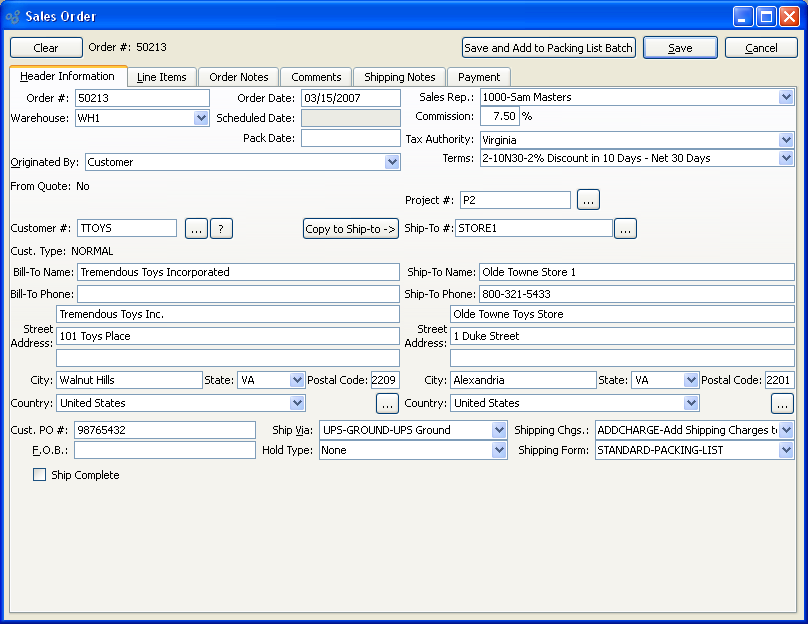 Sales Order
Clear Order #: 50213 Save and Add to Packing List Batch Save Cancel
Header Information Line Items Order Notes Comments Shipping Notes Payment
Order #: 50213 Order Date: 03/15/2007 Sales Rep.: 1000-Sam Masters
Warehouse: WH1 Scheduled Date: Commission: 7.50 %
Pack Date: Tax Authority: Virginia
Originated By: Customer Terms: 2-10N30-2% Discount in 10 Days - Net 30 Days
From Quote: No
Project #: P2 ...
Customer #: TTOYS ... ? Copy to Ship-to -> Ship-To #: STORE1 ...
Cust. Type: NORMAL
Bill-To Name: Tremendous Toys Incorporated Ship-To Name: Olde Towne Store 1
Bill-To Phone: Ship-To Phone: 800-321-5433
Tremendous Toys Inc. Olde Towne Toys Store
Street Address: 101 Toys Place Street Address: 1 Duke Street
City: Walnut Hills State: VA Postal Code: 2209 City: Alexandria State: VA Postal Code: 2201
Country: United States ... Country: United States ...
Cust. PO #: 98765432 Ship Via: UPS-GROUND-UPS Ground Shipping Chgs.: ADDCHARGE-Add Shipping Charges to
F.O.B.: Hold Type: None Shipping Form: STANDARD-PACKING-LIST
Ship Complete